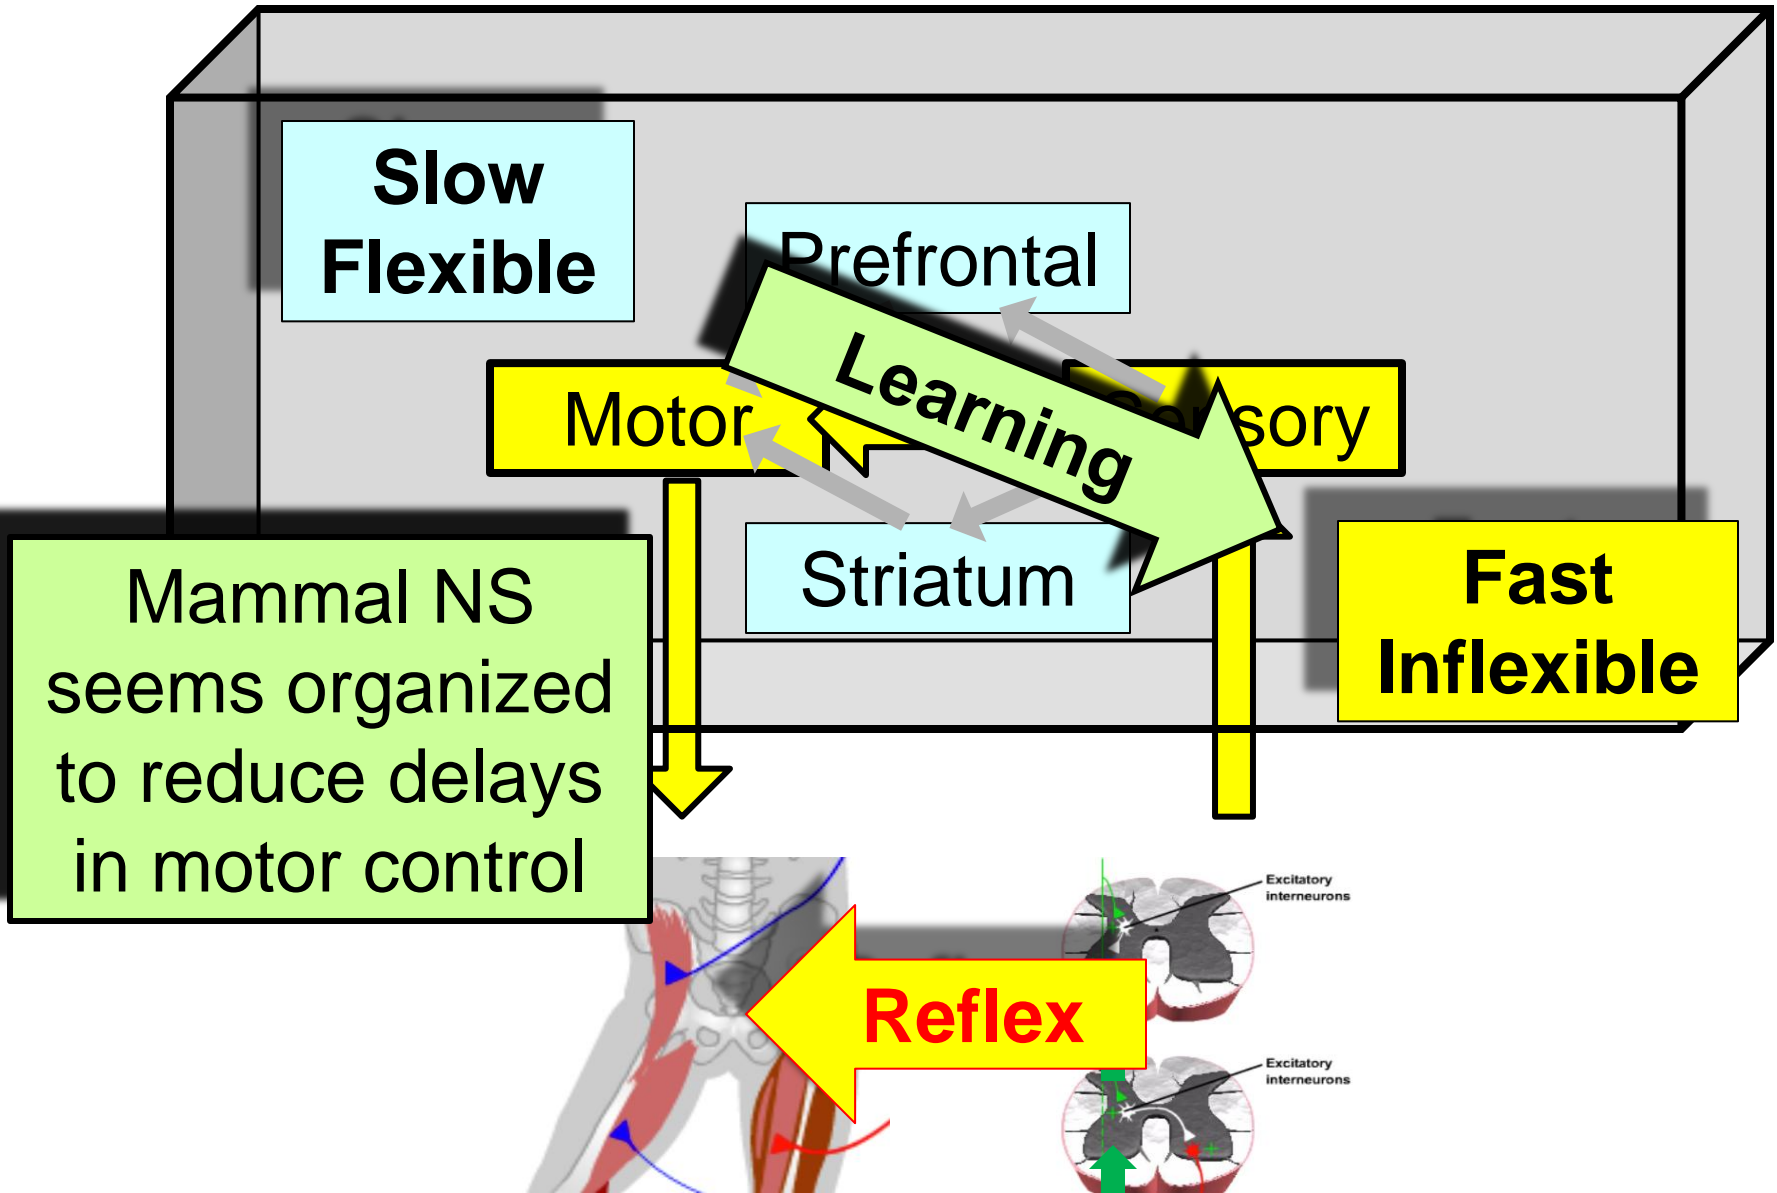 Slow
Flexible
Prefrontal
Learning
Motor
Sensory
Striatum
Fast
Inflexible
Mammal NS
seems organized
to reduce delays
in motor control
Excitatory
interneurons
Reflex
Excitatory
interneurons